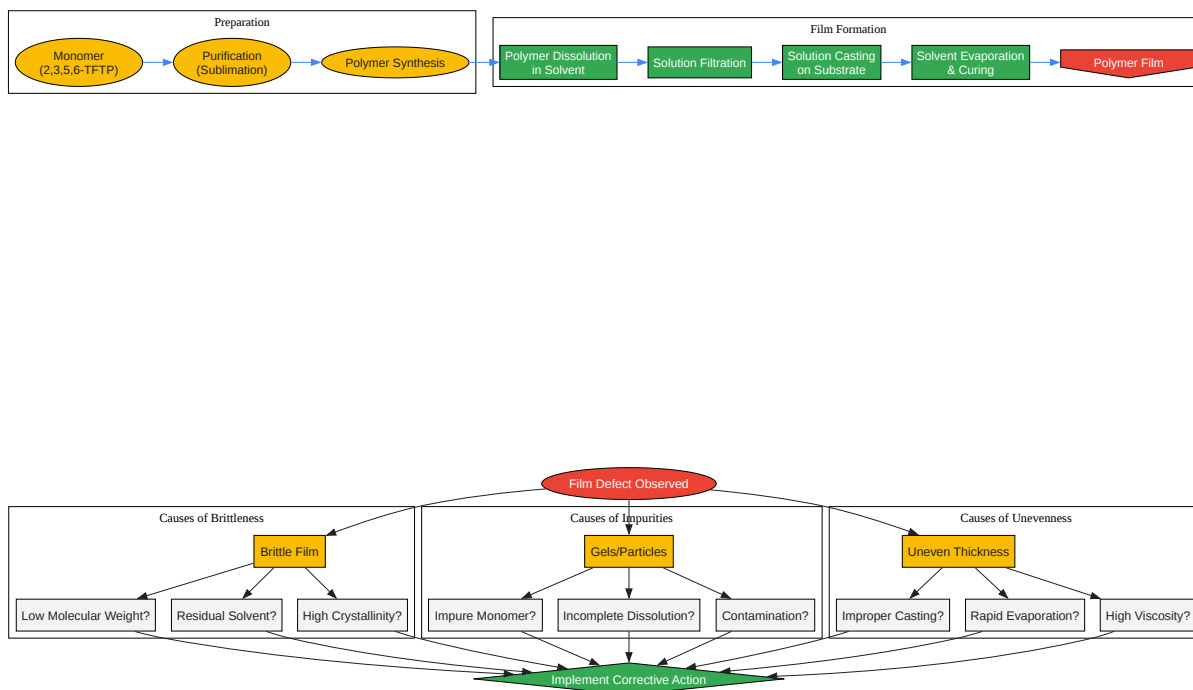 Preparation
Film Formation
Monomer
(2,3,5,6-TFTP)
Purification
(Sublimation)
Polymer Synthesis
Polymer Dissolution
in Solvent
Solution Filtration
Solution Casting
on Substrate
Solvent Evaporation
& Curing
Polymer Film
Film Defect Observed
Causes of Brittleness
Causes of Impurities
Causes of Unevenness
Brittle Film
Gels/Particles
Uneven Thickness
Low Molecular Weight?
Residual Solvent?
High Crystallinity?
Impure Monomer?
Incomplete Dissolution?
Contamination?
Improper Casting?
Rapid Evaporation?
High Viscosity?
Implement Corrective Action